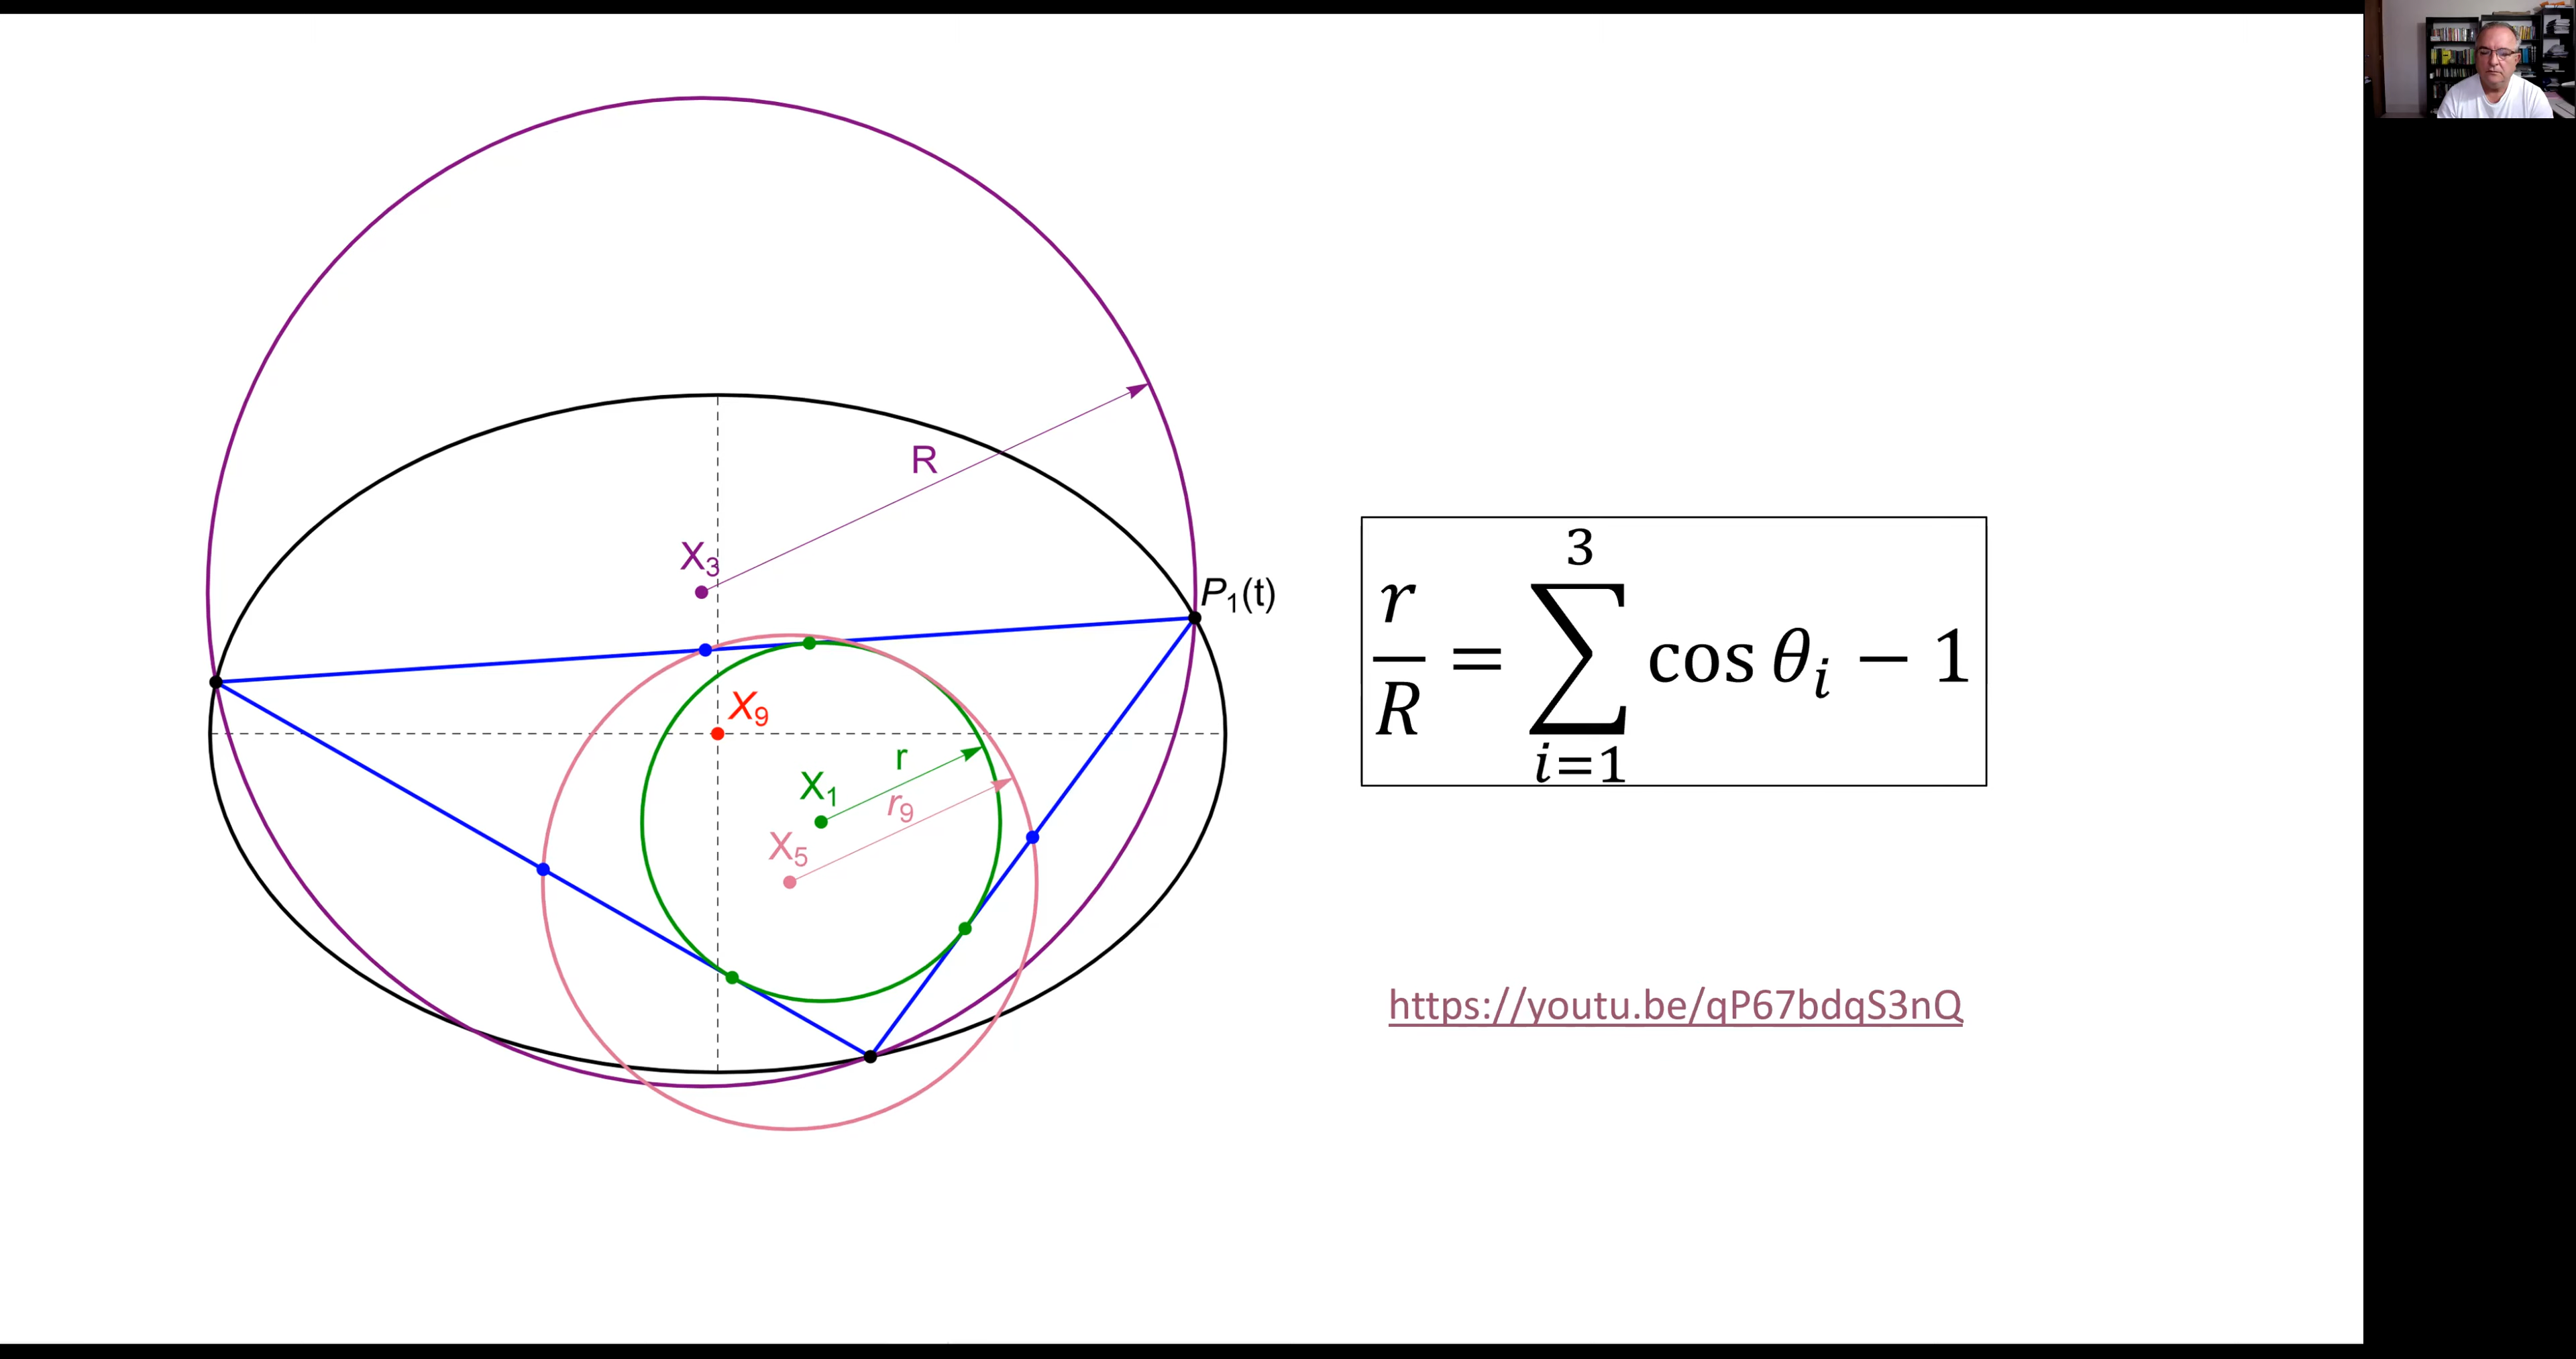 R
X₃
P₁(t)
X₉
r
X₁
r₉
X₅
r/R = ∑_{i=1}^{3} cos θᵢ − 1
https://youtu.be/qP67bdqS3nQ